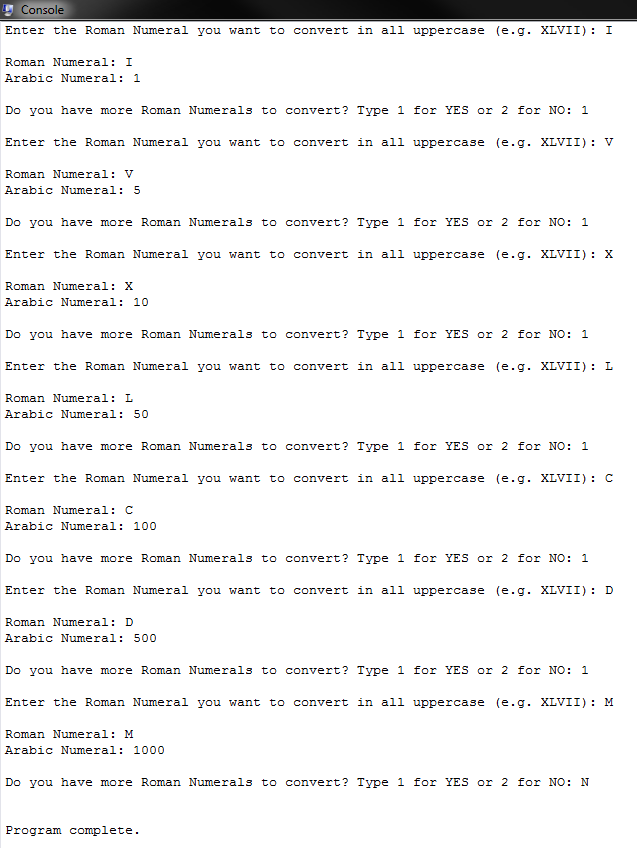 Console
Enter the Roman Numeral you want to convert in all uppercase (e.g. XLVII): I
Roman Numeral: I
Arabic Numeral: 1
Do you have more Roman Numerals to convert? Type 1 for YES or 2 for NO: 1
Enter the Roman Numeral you want to convert in all uppercase (e.g. XLVII): V
Roman Numeral: V
Arabic Numeral: 5
Do you have more Roman Numerals to convert? Type 1 for YES or 2 for NO: 1
Enter the Roman Numeral you want to convert in all uppercase (e.g. XLVII): X
Roman Numeral: X
Arabic Numeral: 10
Do you have more Roman Numerals to convert? Type 1 for YES or 2 for NO: 1
Enter the Roman Numeral you want to convert in all uppercase (e.g. XLVII): L
Roman Numeral: L
Arabic Numeral: 50
Do you have more Roman Numerals to convert? Type 1 for YES or 2 for NO: 1
Enter the Roman Numeral you want to convert in all uppercase (e.g. XLVII): C
Roman Numeral: C
Arabic Numeral: 100
Do you have more Roman Numerals to convert? Type 1 for YES or 2 for NO: 1
Enter the Roman Numeral you want to convert in all uppercase (e.g. XLVII): D
Roman Numeral: D
Arabic Numeral: 500
Do you have more Roman Numerals to convert? Type 1 for YES or 2 for NO: 1
Enter the Roman Numeral you want to convert in all uppercase (e.g. XLVII): M
Roman Numeral: M
Arabic Numeral: 1000
Do you have more Roman Numerals to convert? Type 1 for YES or 2 for NO: N
Program complete.